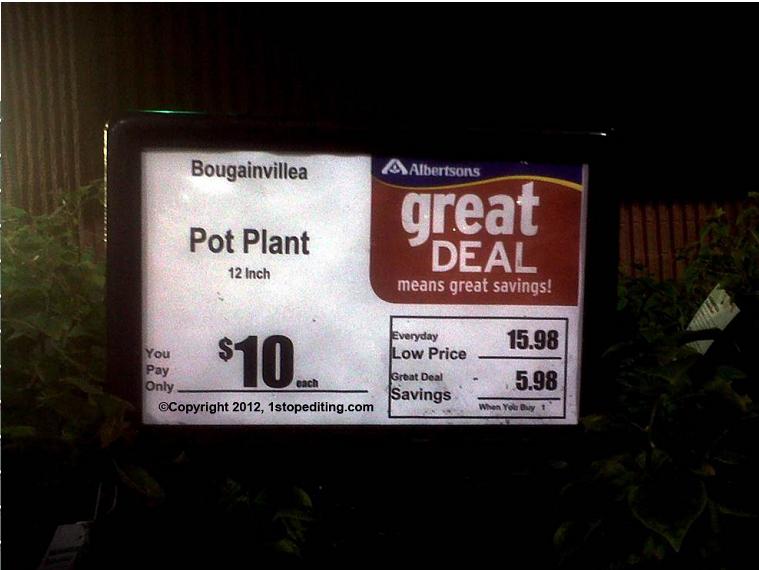 Bougainvillea
Pot Plant
12 Inch
You
Pay
Only
$10 each
©Copyright 2012, 1stopediting.com
Albertsons
great
DEAL
means great savings!
Everyday
Low Price
15.98
Great Deal
Savings
- 5.98
When You Buy 1